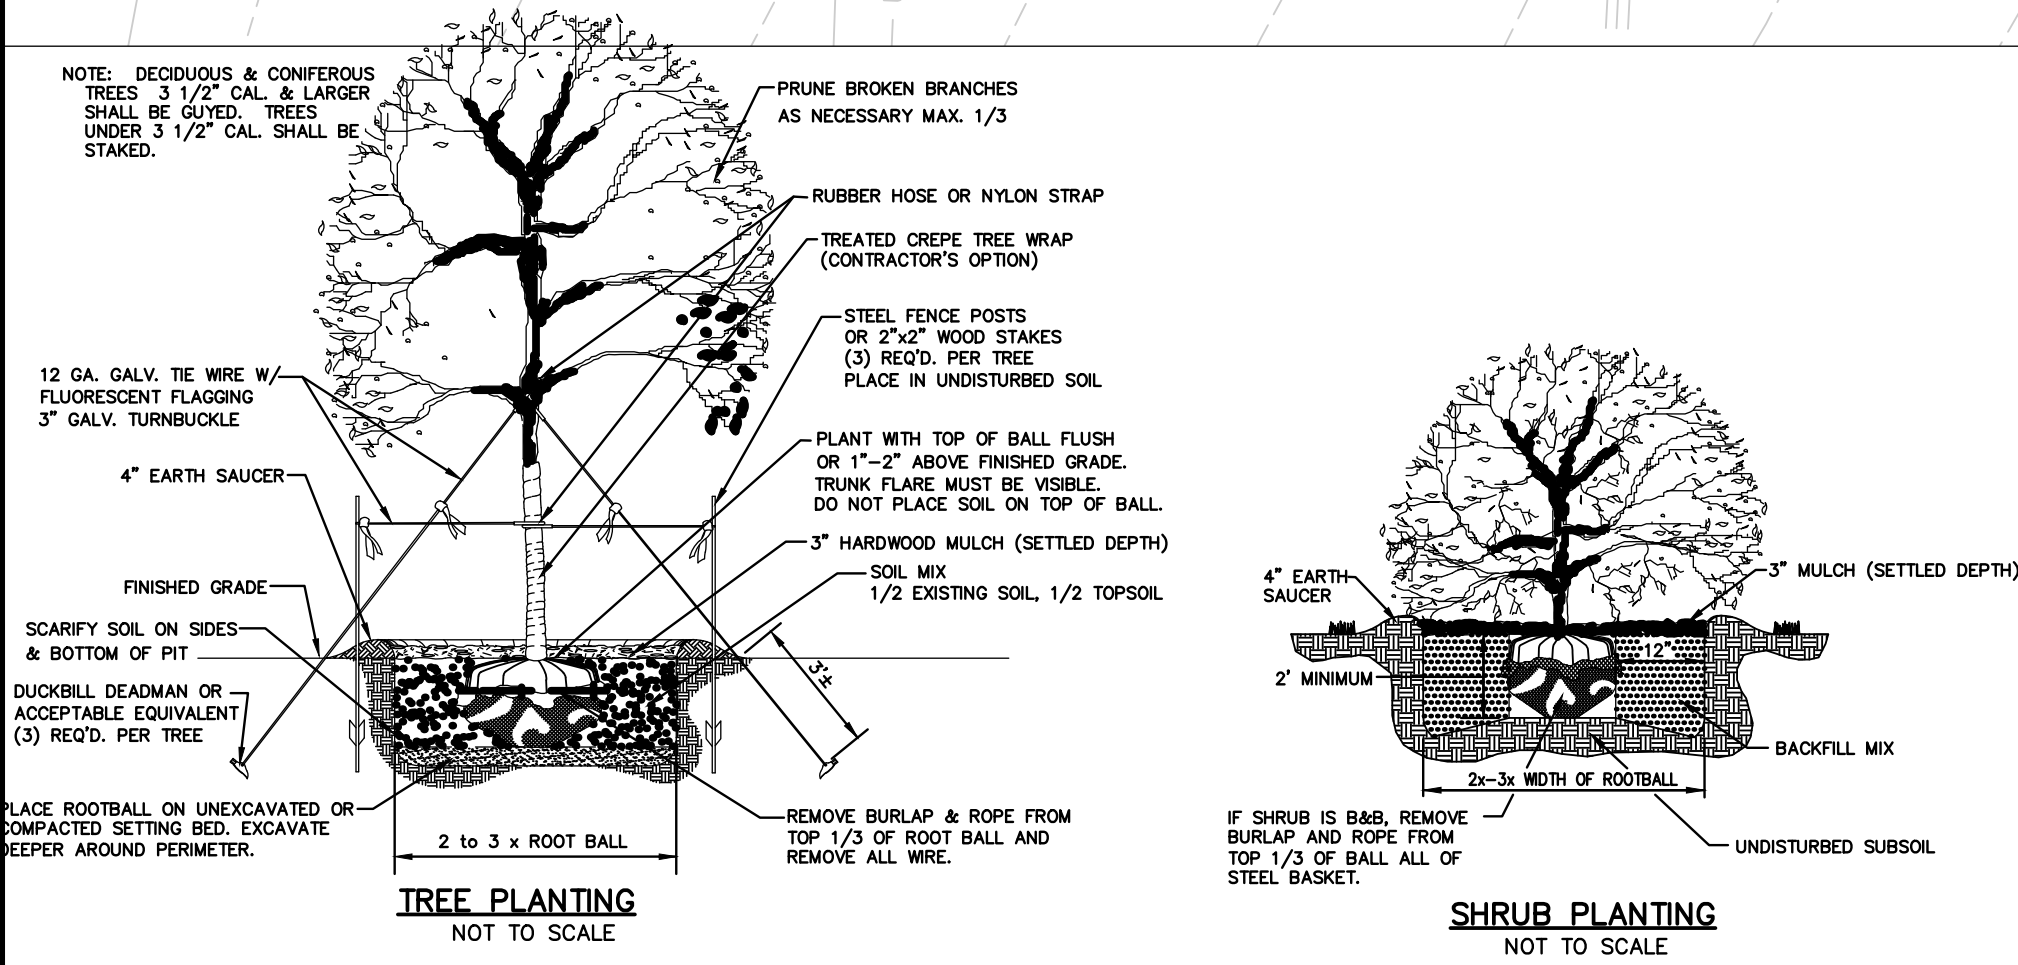 NOTE: DECIDUOUS & CONIFEROUS
TREES 3 1/2" CAL. & LARGER
SHALL BE GUYED. TREES
UNDER 3 1/2" CAL. SHALL BE
STAKED.
PRUNE BROKEN BRANCHES
AS NECESSARY MAX. 1/3
RUBBER HOSE OR NYLON STRAP
TREATED CREPE TREE WRAP
(CONTRACTOR'S OPTION)
STEEL FENCE POSTS
OR 2"x2" WOOD STAKES
(3) REQ'D. PER TREE
PLACE IN UNDISTURBED SOIL
12 GA. GALV. TIE WIRE W/
FLUORESCENT FLAGGING
3" GALV. TURNBUCKLE
4" EARTH SAUCER
PLANT WITH TOP OF BALL FLUSH
OR 1"-2" ABOVE FINISHED GRADE.
TRUNK FLARE MUST BE VISIBLE.
DO NOT PLACE SOIL ON TOP OF BALL.
3" HARDWOOD MULCH (SETTLED DEPTH)
SOIL MIX
1/2 EXISTING SOIL, 1/2 TOPSOIL
FINISHED GRADE
SCARIFY SOIL ON SIDES
& BOTTOM OF PIT
3'±
DUCKBILL DEADMAN OR
ACCEPTABLE EQUIVALENT
(3) REQ'D. PER TREE
PLACE ROOTBALL ON UNEXCAVATED OR
COMPACTED SETTING BED. EXCAVATE
DEEPER AROUND PERIMETER.
2 to 3 x ROOT BALL
REMOVE BURLAP & ROPE FROM
TOP 1/3 OF ROOT BALL AND
REMOVE ALL WIRE.
TREE PLANTING
NOT TO SCALE
4" EARTH
SAUCER
3" MULCH (SETTLED DEPTH)
12"
2' MINIMUM
BACKFILL MIX
2x-3x WIDTH OF ROOTBALL
IF SHRUB IS B&B, REMOVE
BURLAP AND ROPE FROM
TOP 1/3 OF BALL ALL OF
STEEL BASKET.
UNDISTURBED SUBSOIL
SHRUB PLANTING
NOT TO SCALE